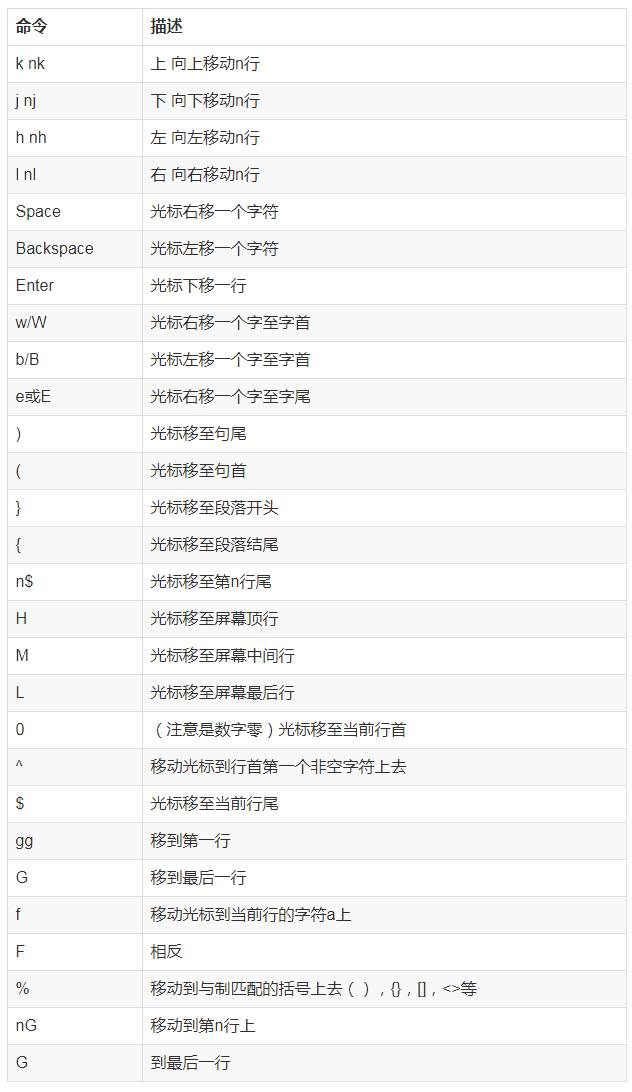 命令 描述
k nk 上 向上移动n行
j nj 下 向下移动n行
h nh 左 向左移动n行
l nl 右 向右移动n行
Space 光标右移一个字符
Backspace 光标左移一个字符
Enter 光标下移一行
w/W 光标右移一个字至字首
b/B 光标左移一个字至字首
e或E 光标右移一个字至字尾
) 光标移至句尾
( 光标移至句首
} 光标移至段落开头
{ 光标移至段落结尾
n$ 光标移至第n行尾
H 光标移至屏幕顶行
M 光标移至屏幕中间行
L 光标移至屏幕最后行
0 （注意是数字零）光标移至当前行首
^ 移动光标到行首第一个非空字符上去
$ 光标移至当前行尾
gg 移到第一行
G 移到最后一行
f 移动光标到当前行的字符a上
F 相反
% 移动到与制匹配的括号上去（），{}，[]，<>等
nG 移动到第n行上
G 到最后一行